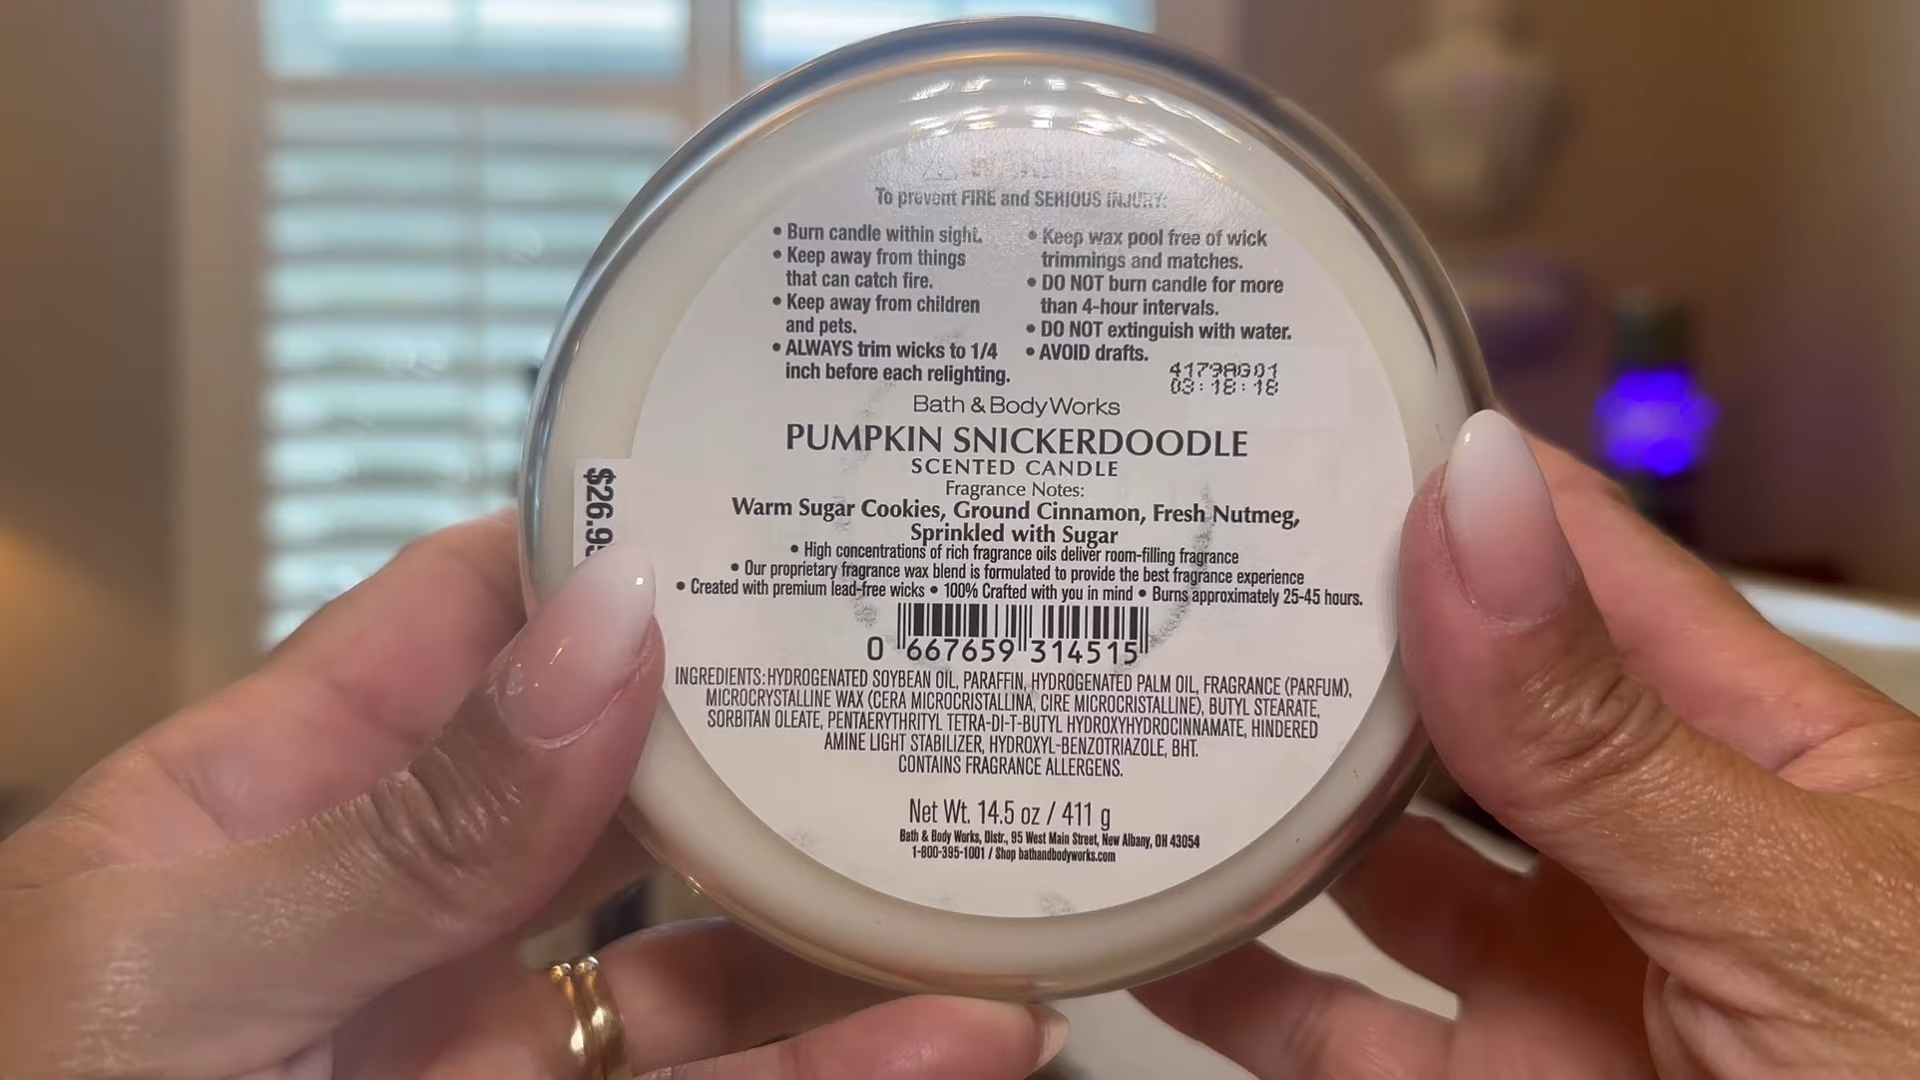 To prevent FIRE and SERIOUS INJURY:
• Burn candle within sight.
• Keep away from things
that can catch fire.
• Keep away from children
and pets.
• ALWAYS trim wicks to 1/4
inch before each relighting.
• Keep wax pool free of wick
trimmings and matches.
• DO NOT burn candle for more
than 4-hour intervals.
• DO NOT extinguish with water.
• AVOID drafts.
4179AG01
03:18:18
Bath & Body Works
PUMPKIN SNICKERDOODLE
SCENTED CANDLE
Fragrance Notes:
Warm Sugar Cookies, Ground Cinnamon, Fresh Nutmeg,
Sprinkled with Sugar
• High concentrations of rich fragrance oils deliver room-filling fragrance
• Our proprietary fragrance wax blend is formulated to provide the best fragrance experience
• Created with premium lead-free wicks • 100% Crafted with you in mind • Burns approximately 25-45 hours.
0 667659 314515
INGREDIENTS: HYDROGENATED SOYBEAN OIL, PARAFFIN, HYDROGENATED PALM OIL, FRAGRANCE (PARFUM),
MICROCRYSTALLINE WAX (CERA MICROCRISTALLINA, CIRE MICROCRISTALLINE), BUTYL STEARATE,
SORBITAN OLEATE, PENTAERYTHRITYL TETRA-DI-T-BUTYL HYDROXYHYDROCINNAMATE, HINDERED
AMINE LIGHT STABILIZER, HYDROXYL-BENZOTRIAZOLE, BHT.
CONTAINS FRAGRANCE ALLERGENS.
Net Wt. 14.5 oz / 411 g
Bath & Body Works, Distr., 95 West Main Street, New Albany, OH 43054
1-800-395-1001 / Shop bathandbodyworks.com